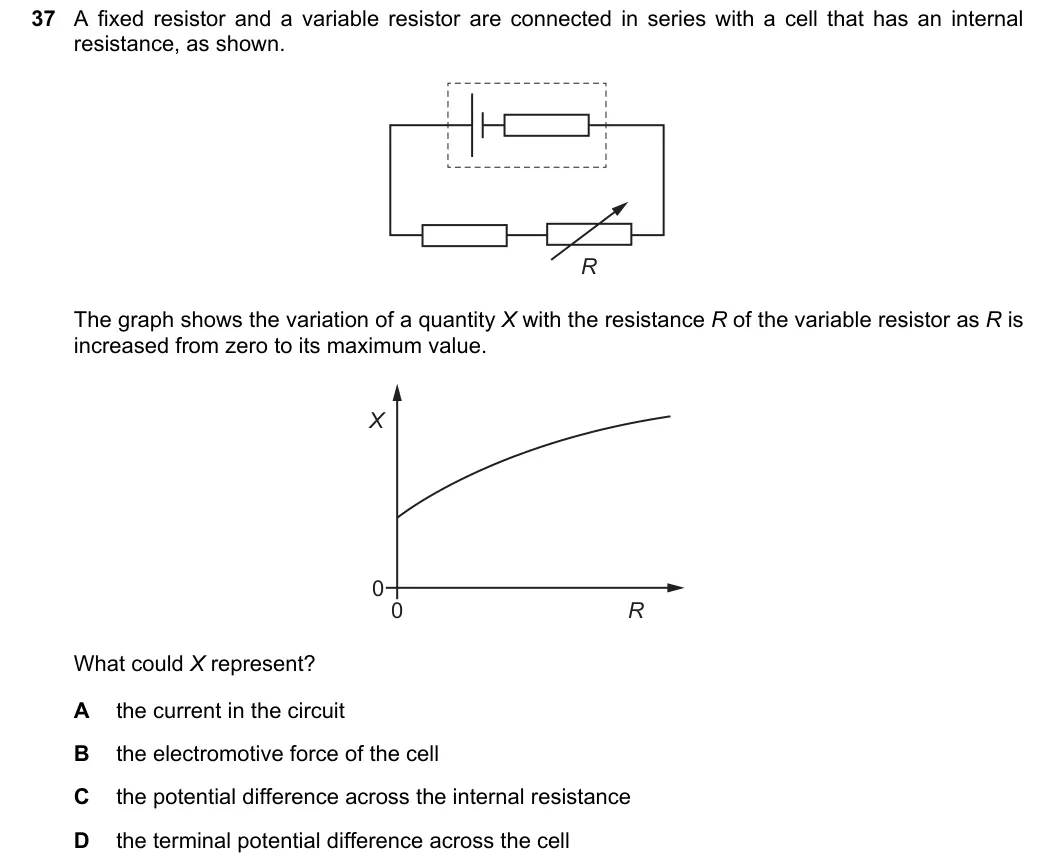 37 A fixed resistor and a variable resistor are connected in series with a cell that has an internal
resistance, as shown.
R
The graph shows the variation of a quantity X with the resistance R of the variable resistor as R is
increased from zero to its maximum value.
X
0
0
R
What could X represent?
A the current in the circuit
B the electromotive force of the cell
C the potential difference across the internal resistance
D the terminal potential difference across the cell